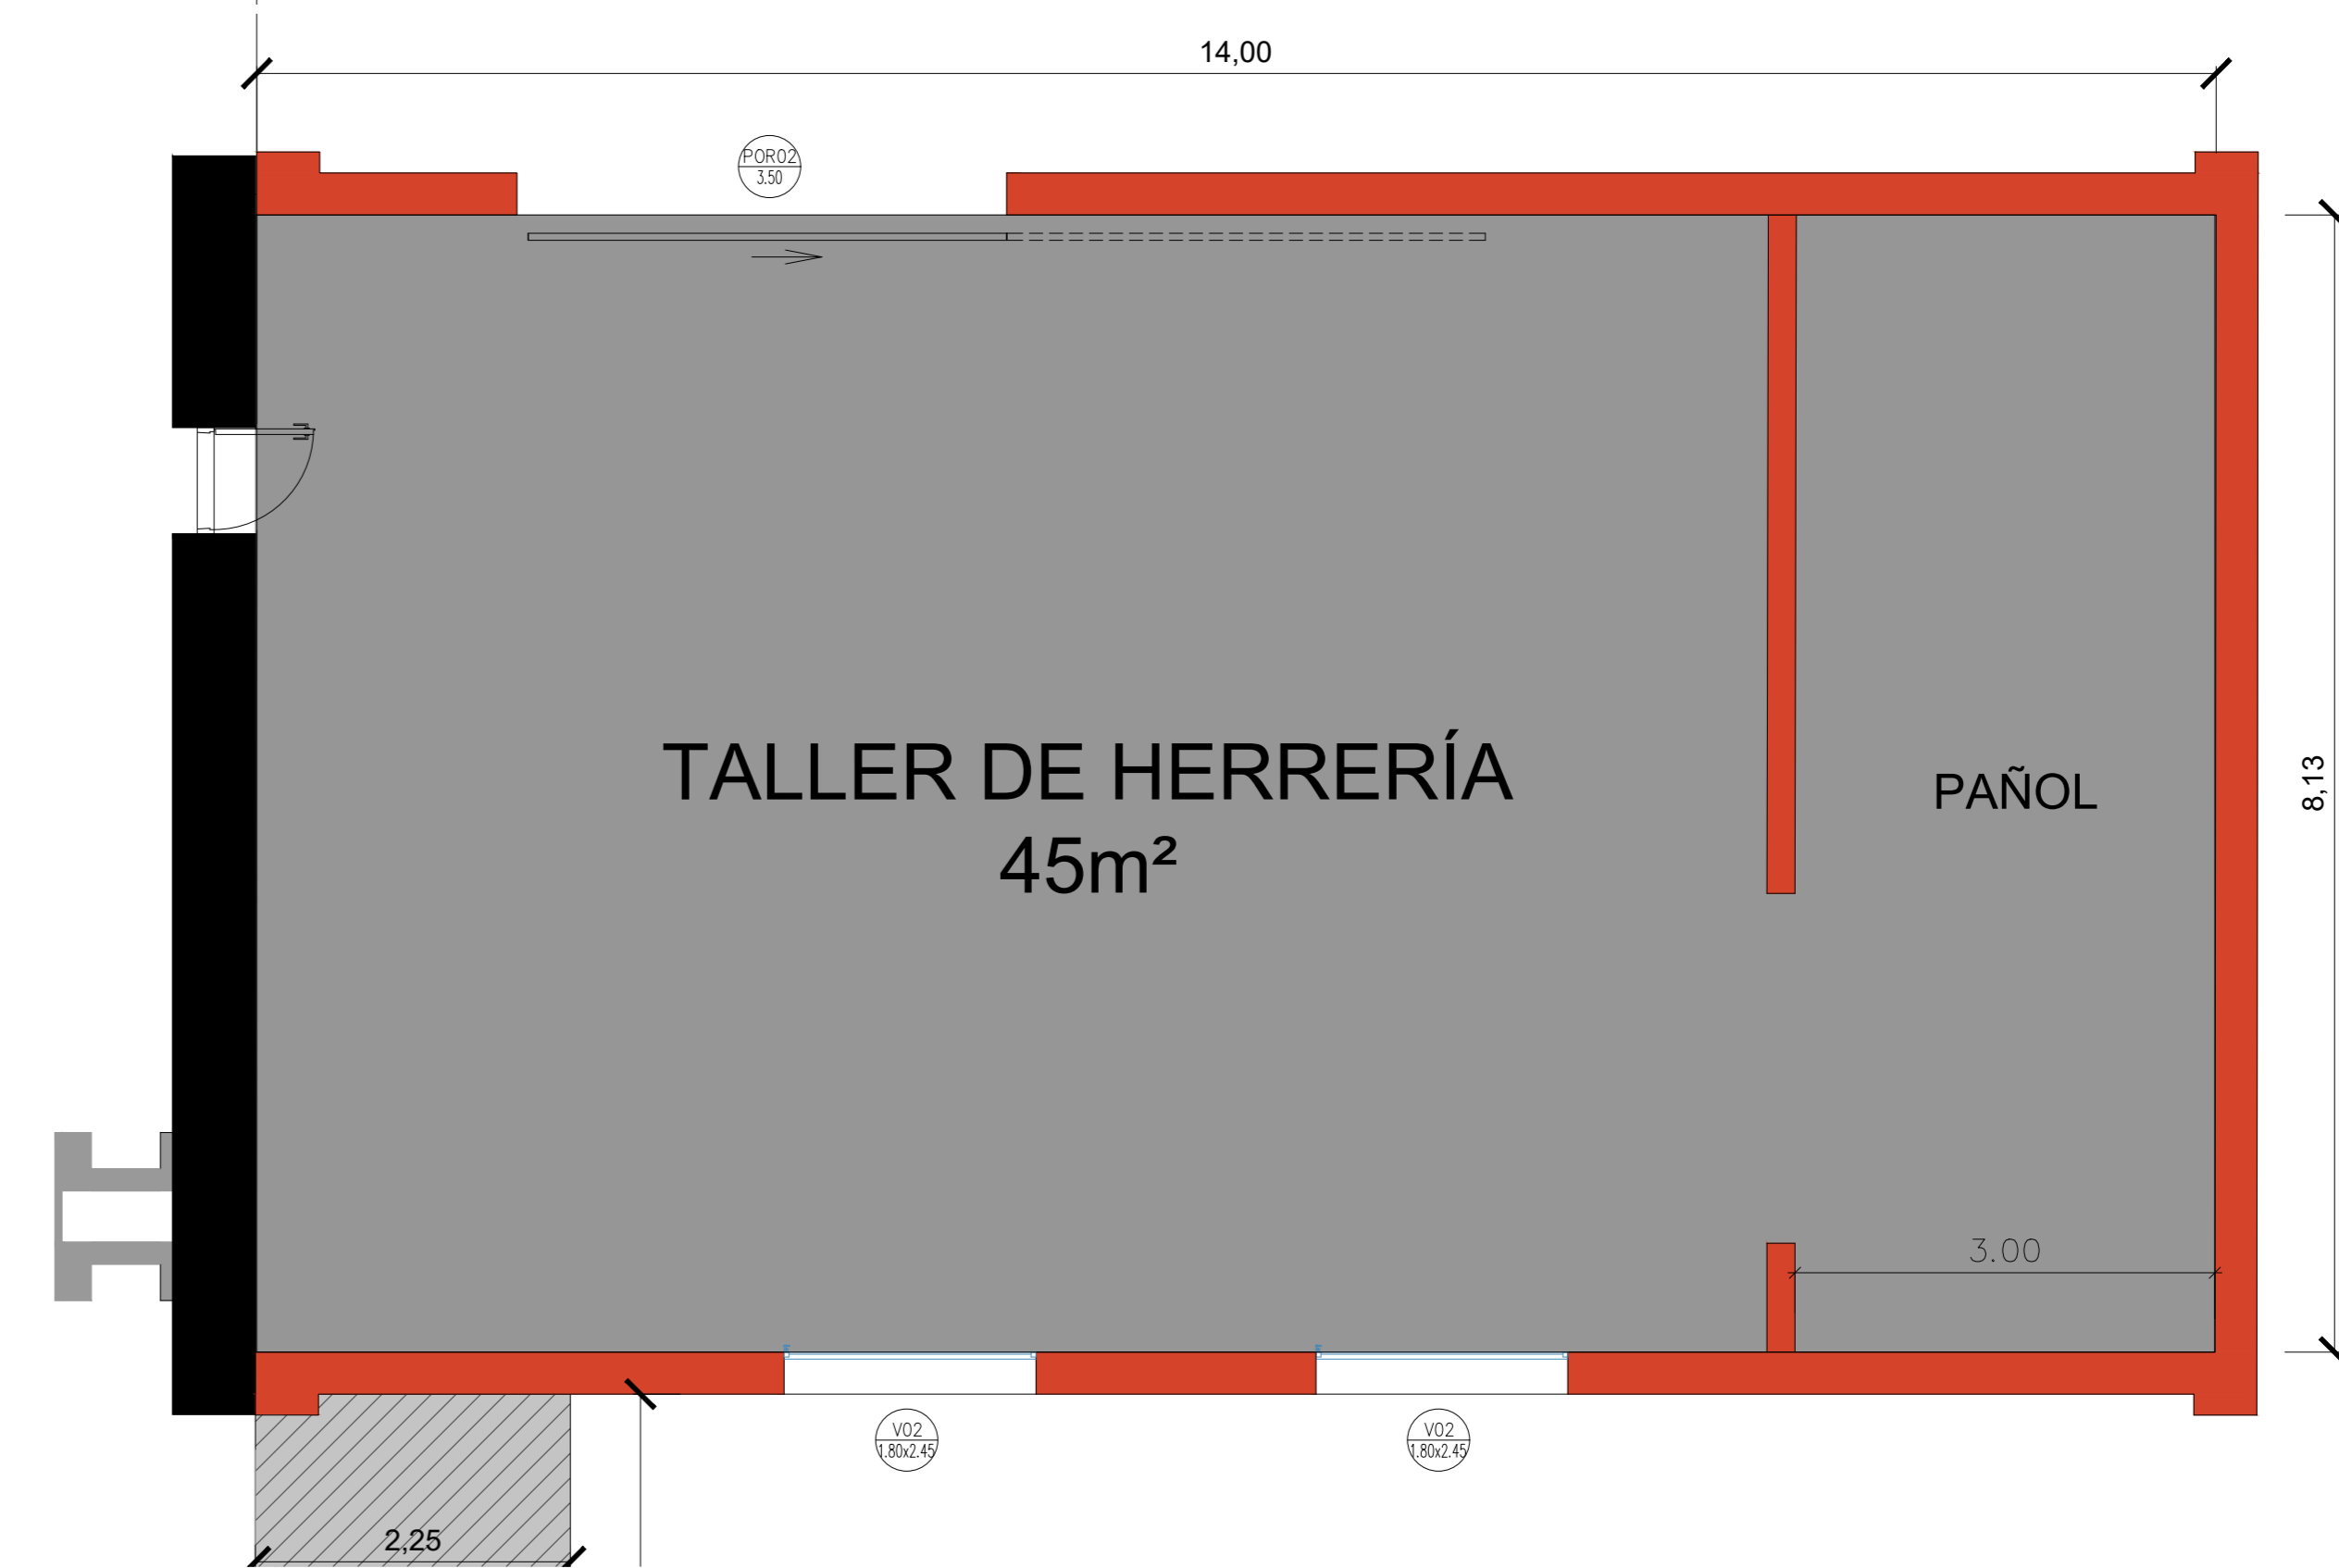 14,00
POR02
3.50
TALLER DE HERRERÍA
45m²
PAÑOL
8,13
3.00
V02
1.80x2.45
V02
1.80x2.45
2,25